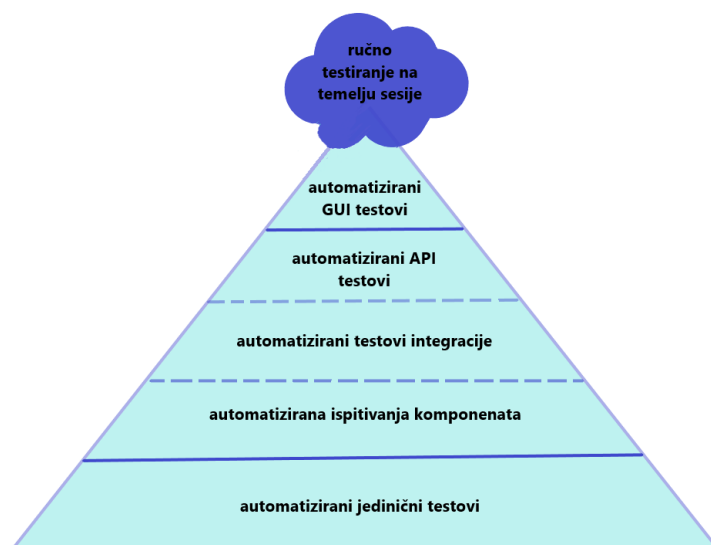 ručno
testiranje na
temelju sesije
automatizirani
GUI testovi
automatizirani API
testovi
automatizirani testovi integracije
automatizirana ispitivanja komponenata
automatizirani jedinični testovi